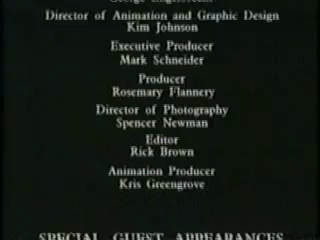 Director of Animation and Graphic Design
Kim Johnson
Executive Producer
Mark Schneider
Producer
Rosemary Flannery
Director of Photography
Spencer Newman
Editor
Rick Brown
Animation Producer
Kris Greengrove
SPECIAL GUEST APPEARANCES